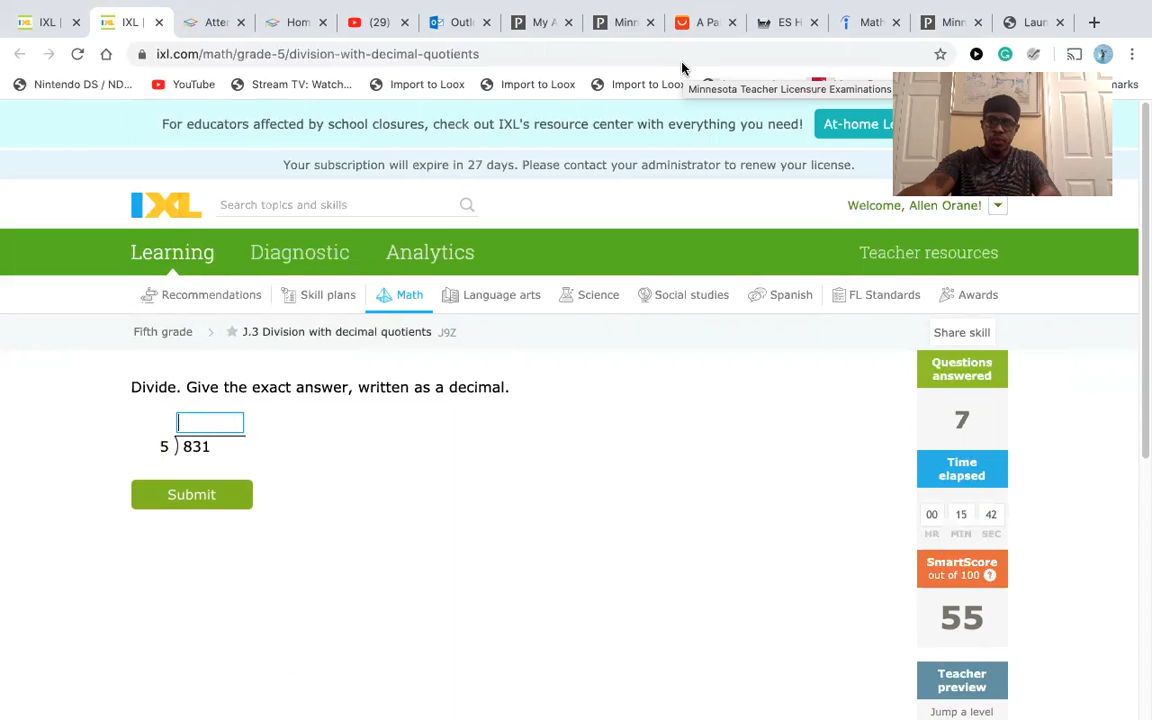 IXL |
IXL |
Atter
Hom
(29)
Outlo
My A
Minn
A Pa
ES H
Math
Minn
Laun
ixl.com/math/grade-5/division-with-decimal-quotients
Nintendo DS / ND...
YouTube
Stream TV: Watch...
Import to Loox
Import to Loox
Import to Loo
Minnesota Teacher Licensure Examinations
marks
For educators affected by school closures, check out IXL's resource center with everything you need!
At-home Le
Your subscription will expire in 27 days. Please contact your administrator to renew your license.
IXL
Search topics and skills
Welcome, Allen Orane!
Learning
Diagnostic
Analytics
Teacher resources
Recommendations
Skill plans
Math
Language arts
Science
Social studies
Spanish
FL Standards
Awards
Fifth grade
J.3 Division with decimal quotients J9Z
Share skill
Divide. Give the exact answer, written as a decimal.
5 ) 831
Submit
Questions
answered
7
Time
elapsed
00 15 42
HR MIN SEC
SmartScore
out of 100 ?
55
Teacher
preview
Jump a level